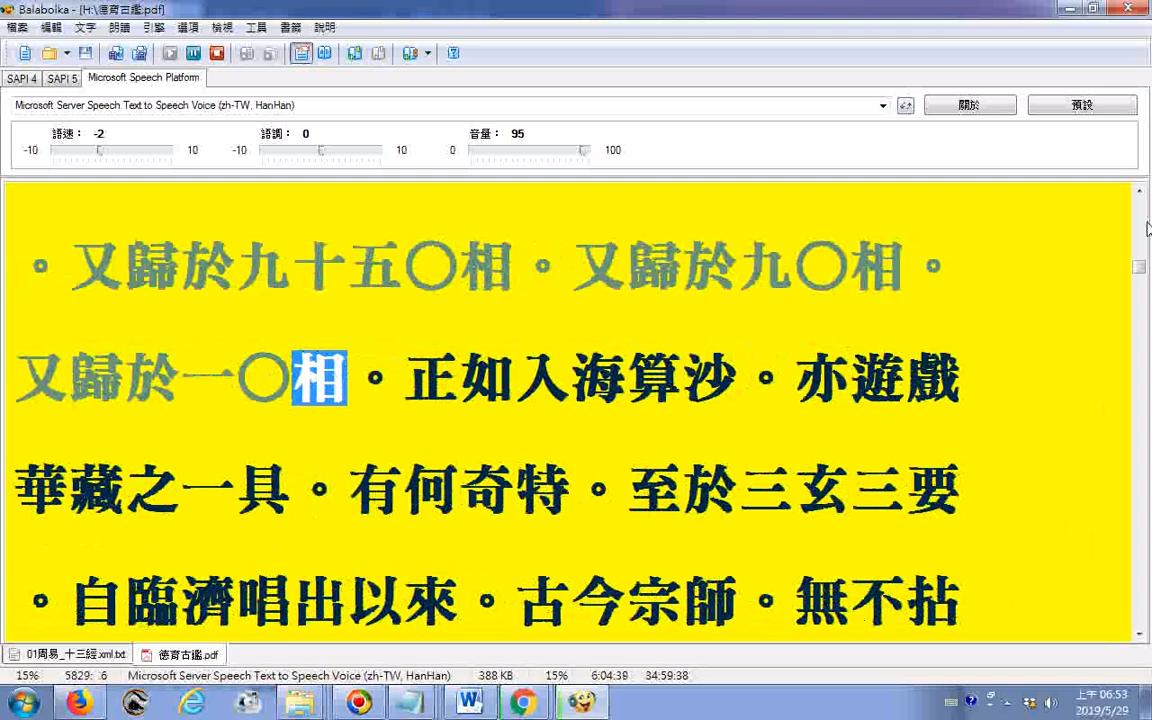 Balabolka - [H:\德育古鑑.pdf]
檔案 編輯 文字 朗讀 引擎 選項 檢視 工具 書籤 說明
SAPI 4 SAPI 5 Microsoft Speech Platform
Microsoft Server Speech Text to Speech Voice (zh-TW, HanHan) 關於 預設
語速： -2 語調： 0 音量： 95
-10 10 -10 10 0 100
。又歸於九十五〇相。又歸於九〇相。
又歸於一〇相。正如入海算沙。亦遊戲
華藏之一具。有何奇特。至於三玄三要
。自臨濟唱出以來。古今宗師。無不拈
01周易_十三經.xml.txt 德育古鑑.pdf
15% 5829: 6 Microsoft Server Speech Text to Speech Voice (zh-TW, HanHan) 388 KB 15% 6:04:39 34:59:38
上午 06:53
2019/5/29